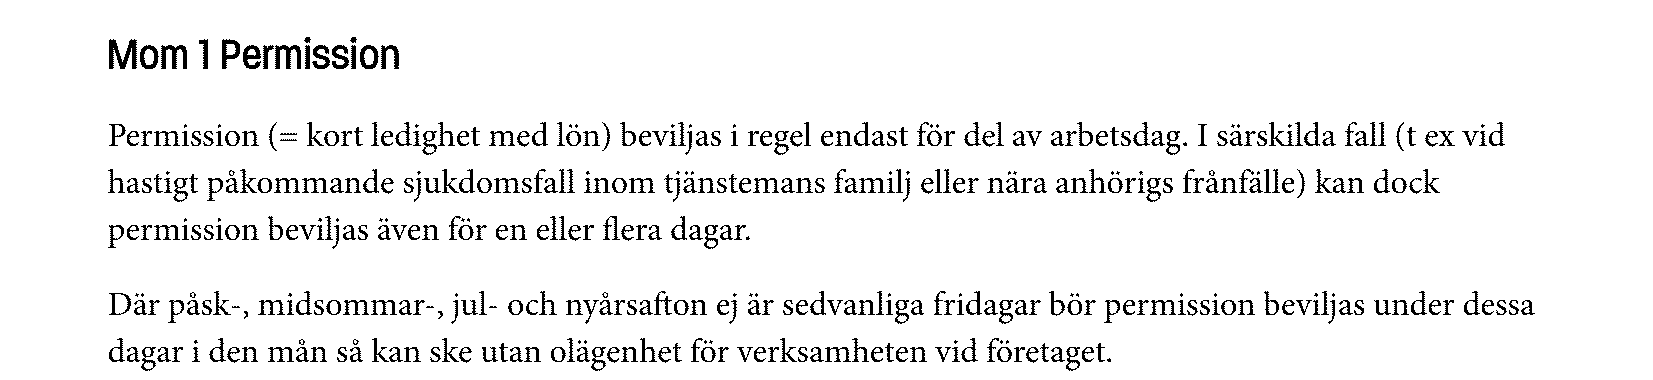 Mom 1 Permission
Permission (= kort ledighet med lön) beviljas i regel endast för del av arbetsdag. I särskilda fall (t ex vid
hastigt påkommande sjukdomsfall inom tjänstemans familj eller nära anhörigs frånfälle) kan dock
permission beviljas även för en eller flera dagar.
Där påsk-, midsommar-, jul- och nyårsafton ej är sedvanliga fridagar bör permission beviljas under dessa
dagar i den mån så kan ske utan olägenhet för verksamheten vid företaget.